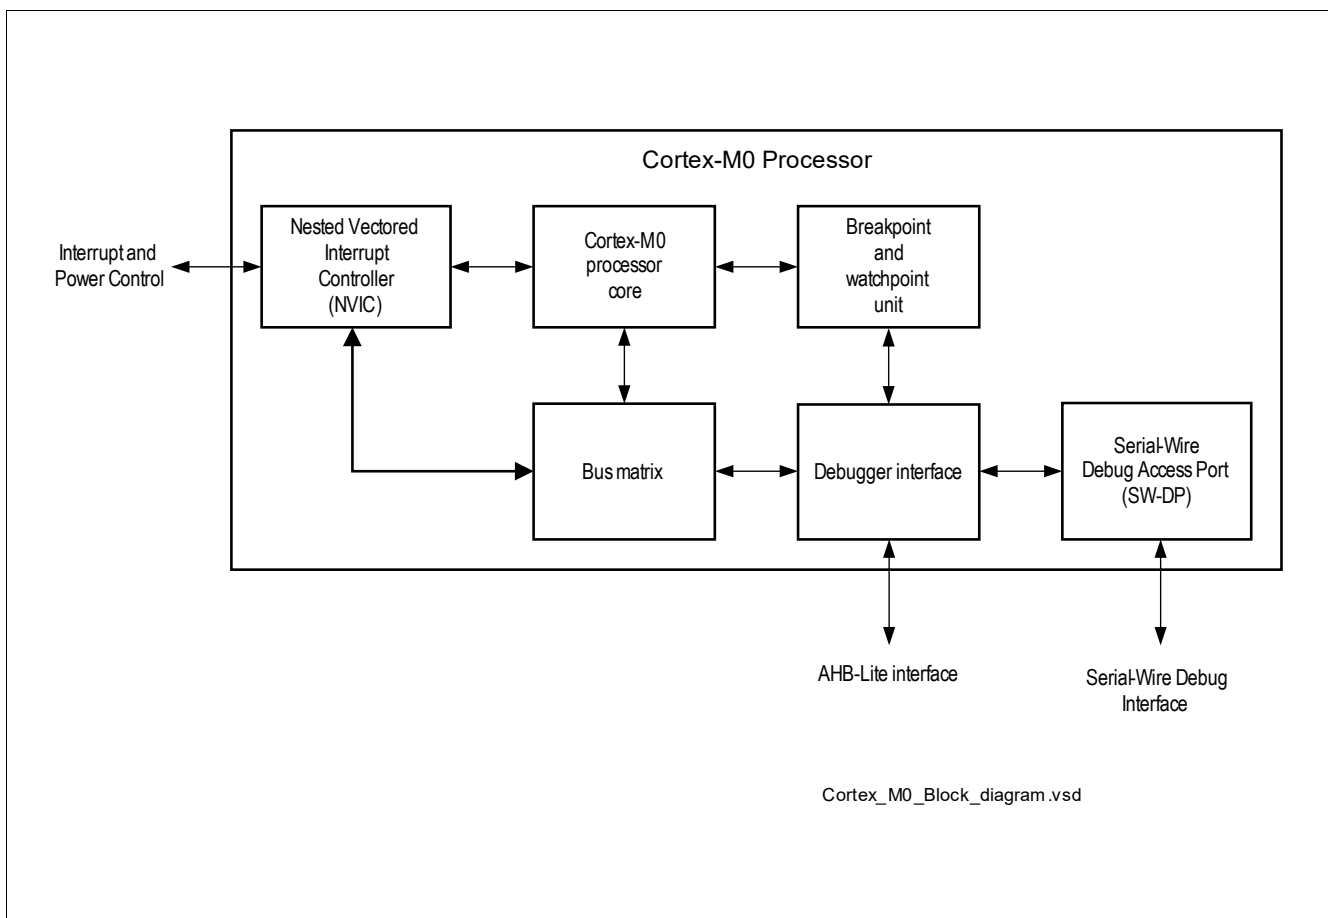 Cortex-M0 Processor
Interrupt and
Power Control
Nested Vectored
Interrupt
Controller
(NVIC)
Cortex-M0
processor
core
Breakpoint
and
watchpoint
unit
Bus matrix
Debugger interface
Serial-Wire
Debug Access Port
(SW-DP)
AHB-Lite interface
Serial-Wire Debug
Interface
Cortex_M0_Block_diagram.vsd